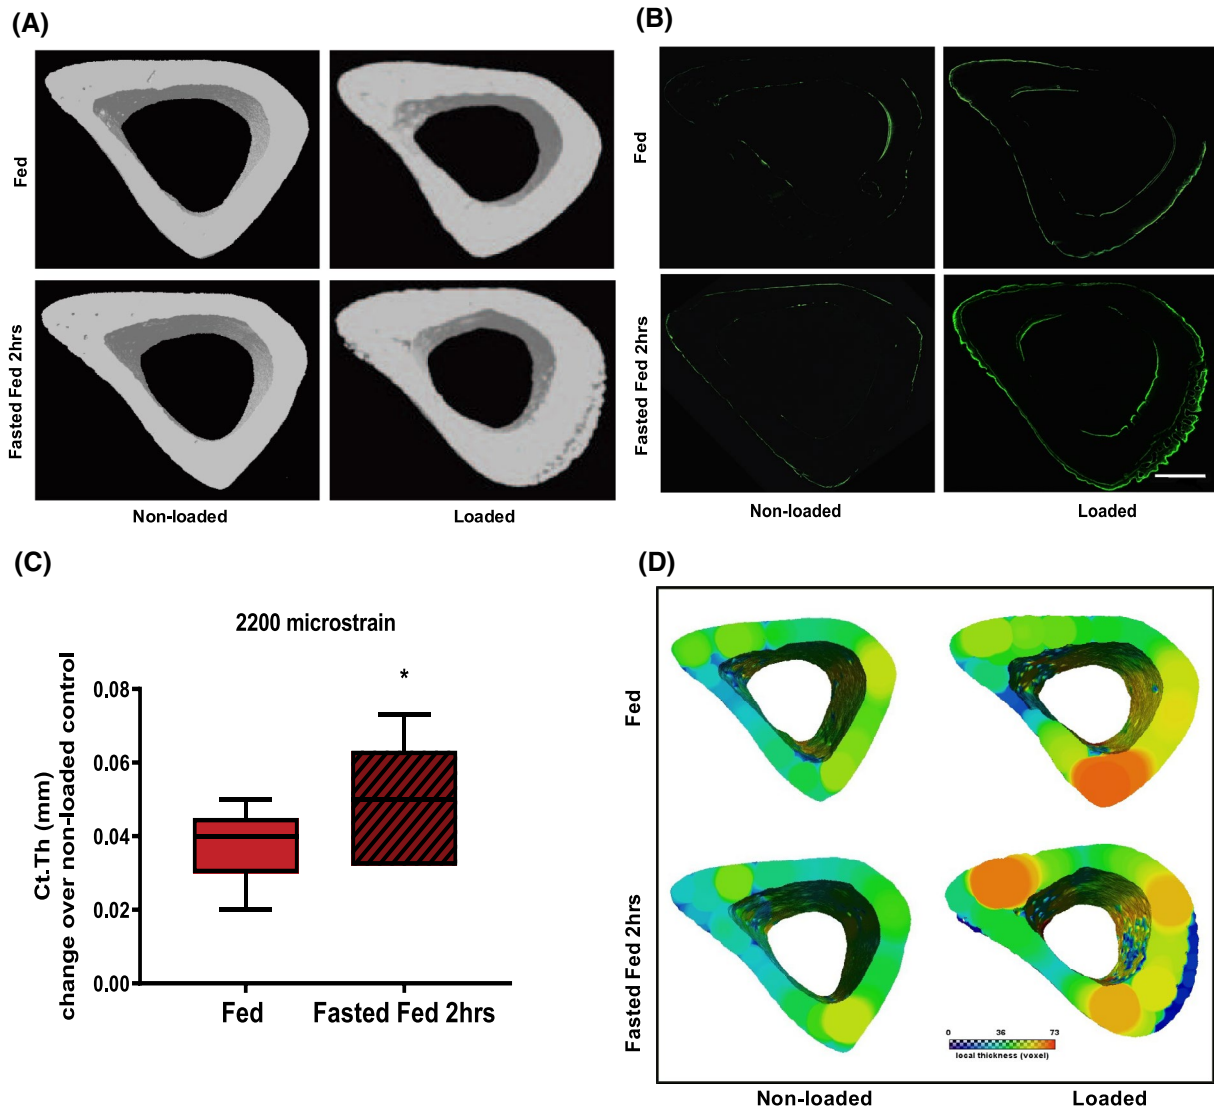 (A)
Fed
Fasted Fed 2hrs
Non-loaded
Loaded
(B)
Fed
Fasted Fed 2hrs
Non-loaded
Loaded
(C)
2200 microstrain
Ct.Th (mm)
change over non-loaded control
0.08
0.06
0.04
0.02
0.00
*
Fed
Fasted Fed 2hrs
(D)
Fed
Fasted Fed 2hrs
0 36 73
local thickness (voxel)
Non-loaded
Loaded